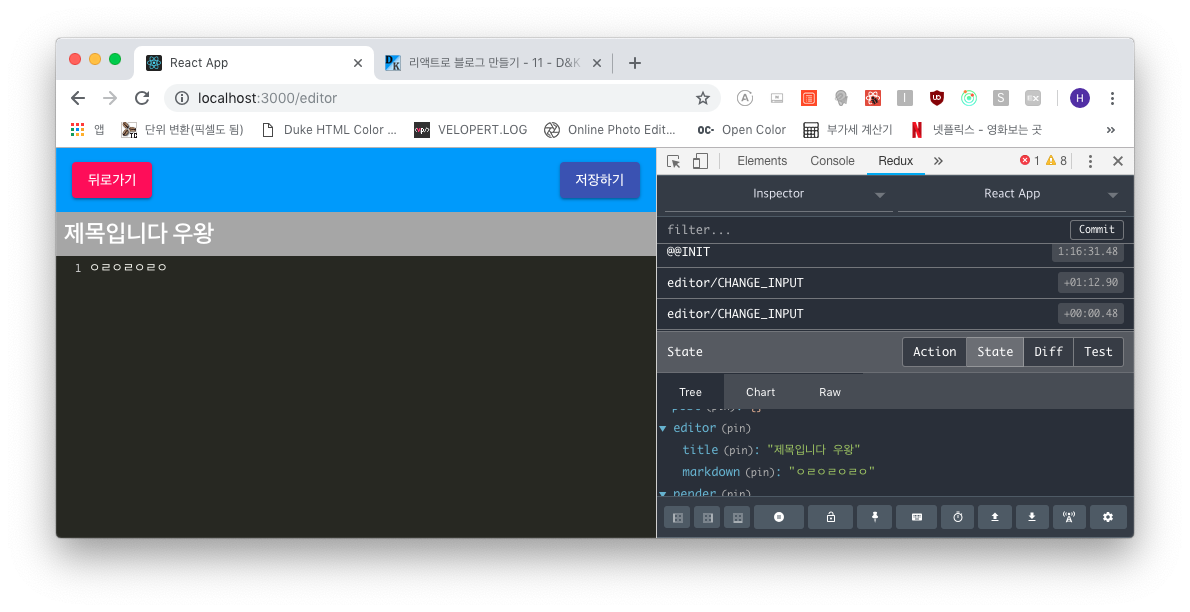 React App
리액트로 블로그 만들기 - 11 - D&K
localhost:3000/editor
앱 단위 변환(픽셀도 됨) Duke HTML Color ... VELOPERT.LOG Online Photo Edit... OC- Open Color 부가세 계산기 넷플릭스 - 영화보는 곳 »
뒤로가기 저장하기
제목입니다 우왕
1 ㅇㄹㅇㄹㅇㄹㅇ
Elements Console Redux » 1 8
Inspector React App
filter... Commit
@@INIT 1:16:31.48
editor/CHANGE_INPUT +01:12.90
editor/CHANGE_INPUT +00:00.48
State Action State Diff Test
Tree Chart Raw
editor (pin)
title (pin): "제목입니다 우왕"
markdown (pin): "ㅇㄹㅇㄹㅇㄹㅇ"
render (pin)